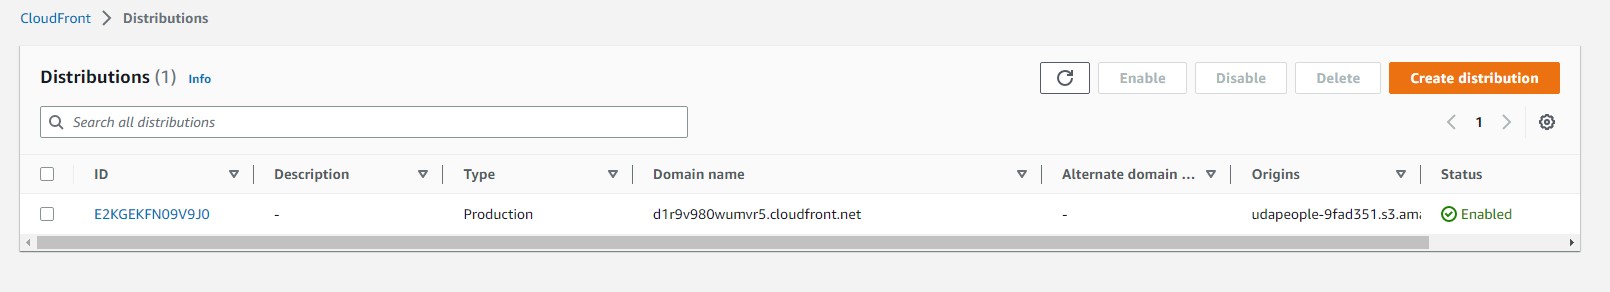 CloudFront > Distributions
Distributions (1) Info
Enable Disable Delete Create distribution
Search all distributions
1
ID Description Type Domain name Alternate domain ... Origins Status
E2KGEKFN09V9J0 - Production d1r9v980wumvr5.cloudfront.net - udapeople-9fad351.s3.ama Enabled